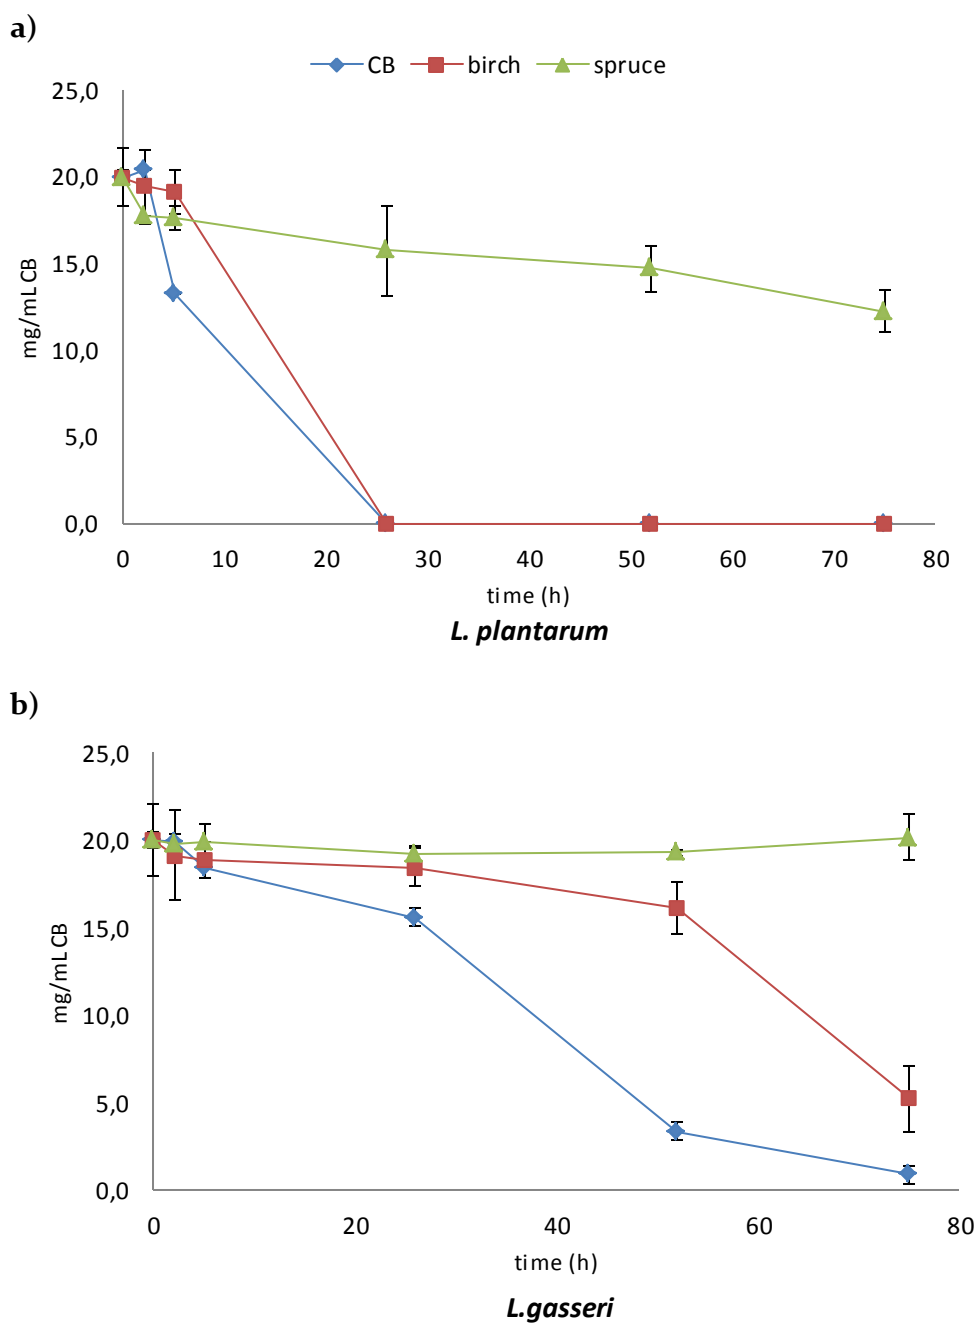 a)
CB birch spruce
25,0
20,0
15,0
10,0
5,0
0,0
mg/mL CB
0 10 20 30 40 50 60 70 80
time (h)
L. plantarum
b)
25,0
20,0
15,0
10,0
5,0
0,0
mg/mL CB
0 20 40 60 80
time (h)
L.gasseri